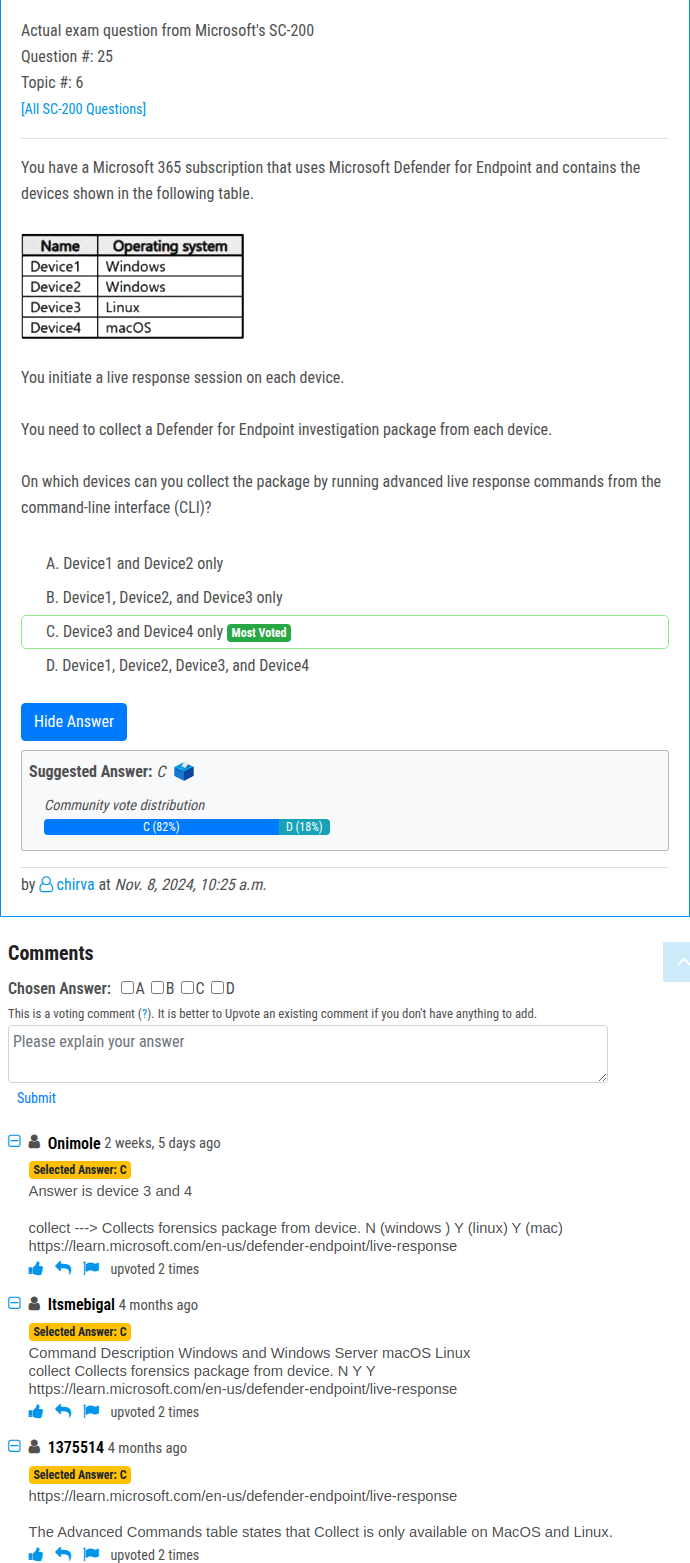 Actual exam question from Microsoft's SC-200
Question #: 25
Topic #: 6
[All SC-200 Questions]
You have a Microsoft 365 subscription that uses Microsoft Defender for Endpoint and contains the
devices shown in the following table.
Name Operating system
Device1 Windows
Device2 Windows
Device3 Linux
Device4 macOS
You initiate a live response session on each device.
You need to collect a Defender for Endpoint investigation package from each device.
On which devices can you collect the package by running advanced live response commands from the
command-line interface (CLI)?
A. Device1 and Device2 only
B. Device1, Device2, and Device3 only
C. Device3 and Device4 only Most Voted
D. Device1, Device2, Device3, and Device4
Hide Answer
Suggested Answer: C
Community vote distribution
C (82%) D (18%)
by chirva at Nov. 8, 2024, 10:25 a.m.
Comments
Chosen Answer: A B C D
This is a voting comment (?). It is better to Upvote an existing comment if you don't have anything to add.
Please explain your answer
Submit
Onimole 2 weeks, 5 days ago
Selected Answer: C
Answer is device 3 and 4
collect ---> Collects forensics package from device. N (windows ) Y (linux) Y (mac)
https://learn.microsoft.com/en-us/defender-endpoint/live-response
upvoted 2 times
Itsmebigal 4 months ago
Selected Answer: C
Command Description Windows and Windows Server macOS Linux
collect Collects forensics package from device. N Y Y
https://learn.microsoft.com/en-us/defender-endpoint/live-response
upvoted 2 times
1375514 4 months ago
Selected Answer: C
https://learn.microsoft.com/en-us/defender-endpoint/live-response
The Advanced Commands table states that Collect is only available on MacOS and Linux.
upvoted 2 times